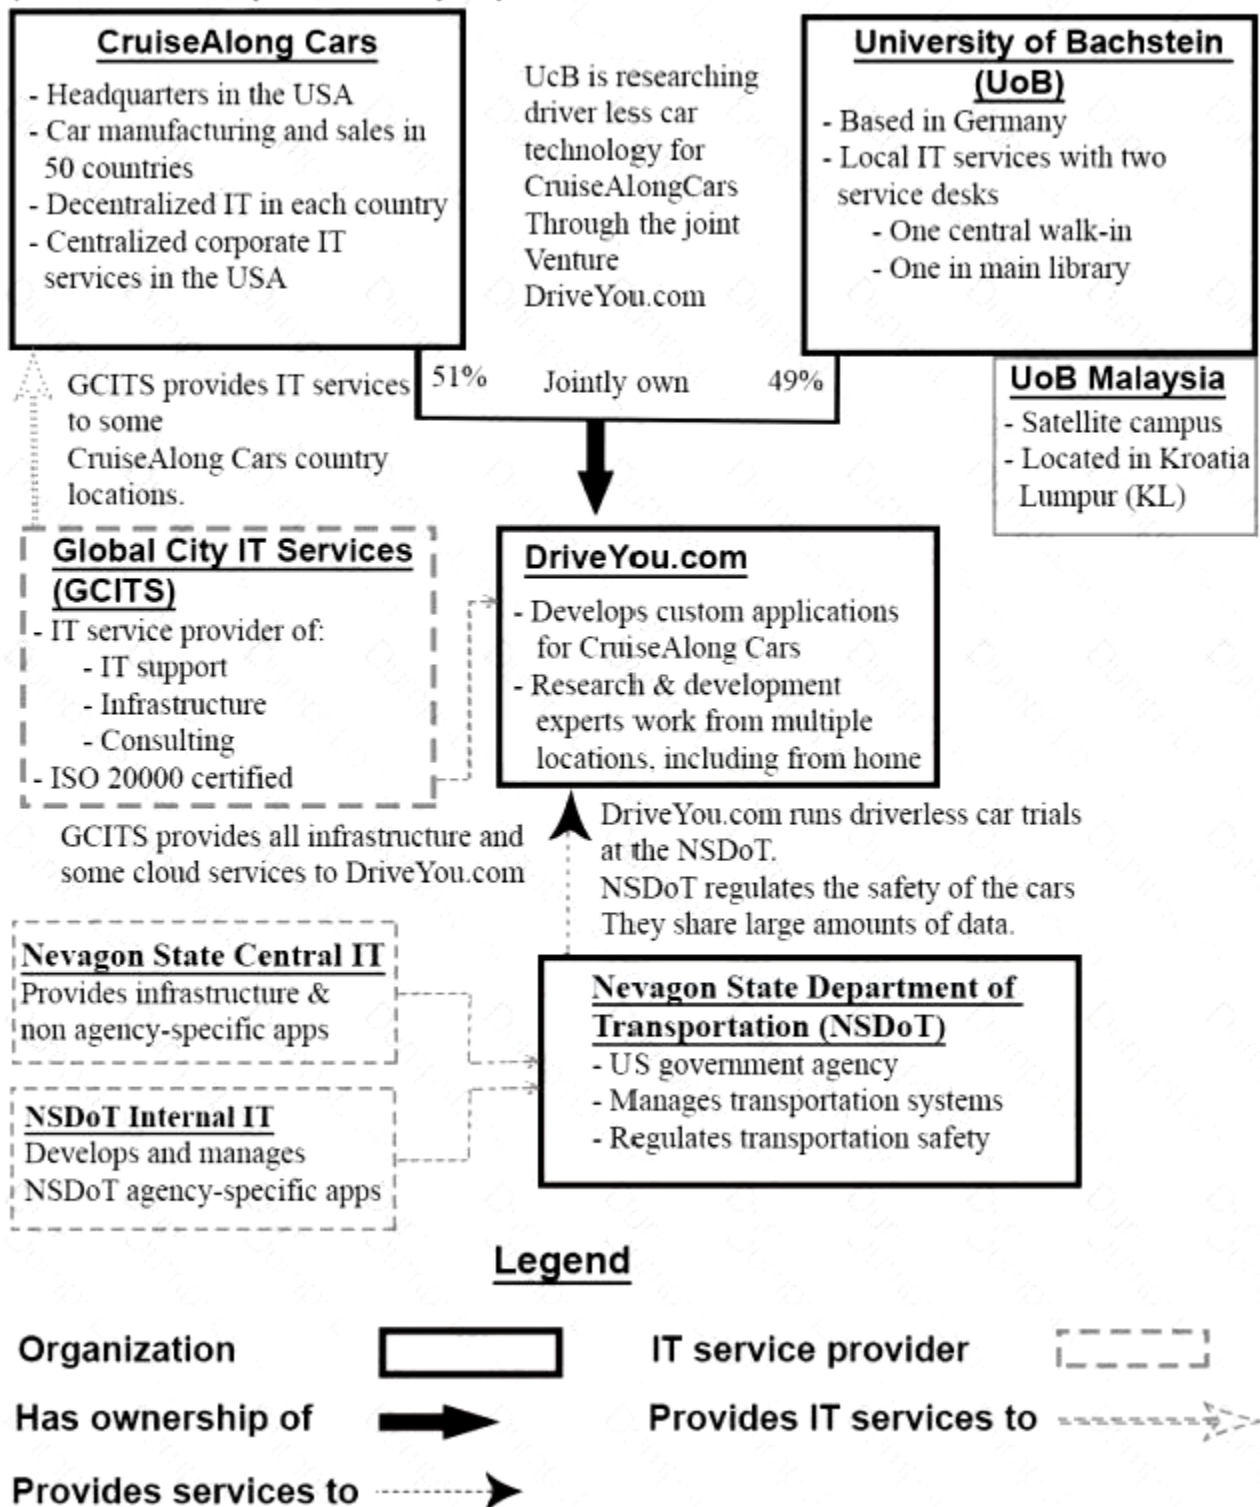 CruiseAlong Cars
- Headquarters in the USA
- Car manufacturing and sales in
50 countries
- Decentralized IT in each country
- Centralized corporate IT
services in the USA
UcB is researching
driver less car
technology for
CruiseAlongCars
Through the joint
Venture
DriveYou.com
University of Bachstein
(UoB)
- Based in Germany
- Local IT services with two
service desks
- One central walk-in
- One in main library
51% Jointly own 49%
UoB Malaysia
- Satellite campus
- Located in Kroatia
Lumpur (KL)
GCITS provides IT services
to some
CruiseAlong Cars country
locations.
Global City IT Services
(GCITS)
- IT service provider of:
- IT support
- Infrastructure
- Consulting
- ISO 20000 certified
DriveYou.com
- Develops custom applications
for CruiseAlong Cars
- Research & development
experts work from multiple
locations, including from home
GCITS provides all infrastructure and
some cloud services to DriveYou.com
DriveYou.com runs driverless car trials
at the NSDoT.
NSDoT regulates the safety of the cars
They share large amounts of data.
Nevagon State Central IT
Provides infrastructure &
non agency-specific apps
NSDoT Internal IT
Develops and manages
NSDoT agency-specific apps
Nevagon State Department of
Transportation (NSDoT)
- US government agency
- Manages transportation systems
- Regulates transportation safety
Legend
Organization
IT service provider
Has ownership of
Provides IT services to
Provides services to